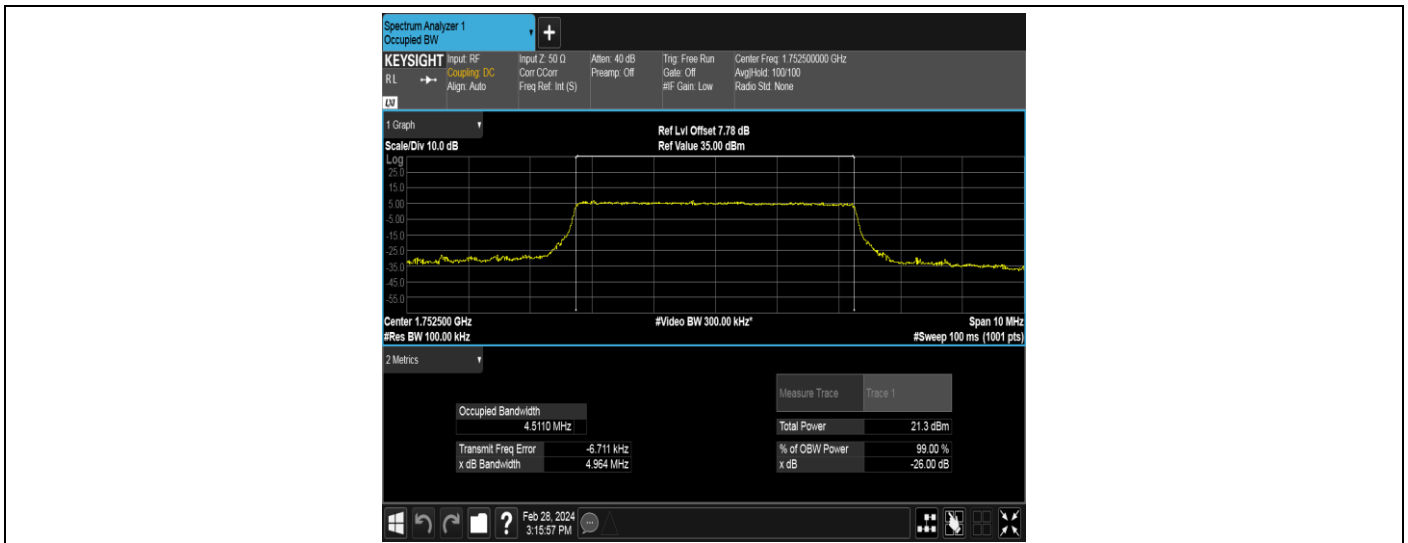 Spectrum Analyzer 1
Occupied BW
+
KEYSIGHT Input: RF Input Z: 50 Ω Atten: 40 dB Trig: Free Run Center Freq: 1.752500000 GHz
RL Coupling: DC Corr CCorr Preamp: Off Gate: Off Avg|Hold: 100/100
Align: Auto Freq Ref: Int (S) #IF Gain: Low Radio Std: None
LXI
1 Graph
Ref Lvl Offset 7.78 dB
Scale/Div 10.0 dB Ref Value 35.00 dBm
Log
25.0
15.0
5.00
-5.00
-15.0
-25.0
-35.0
-45.0
-55.0
Center 1.752500 GHz #Video BW 300.00 kHz* Span 10 MHz
#Res BW 100.00 kHz #Sweep 100 ms (1001 pts)
2 Metrics
Measure Trace Trace 1
Occupied Bandwidth
4.5110 MHz Total Power 21.3 dBm
Transmit Freq Error -6.711 kHz % of OBW Power 99.00 %
x dB Bandwidth 4.964 MHz x dB -26.00 dB
? Feb 28, 2024
3:15:57 PM